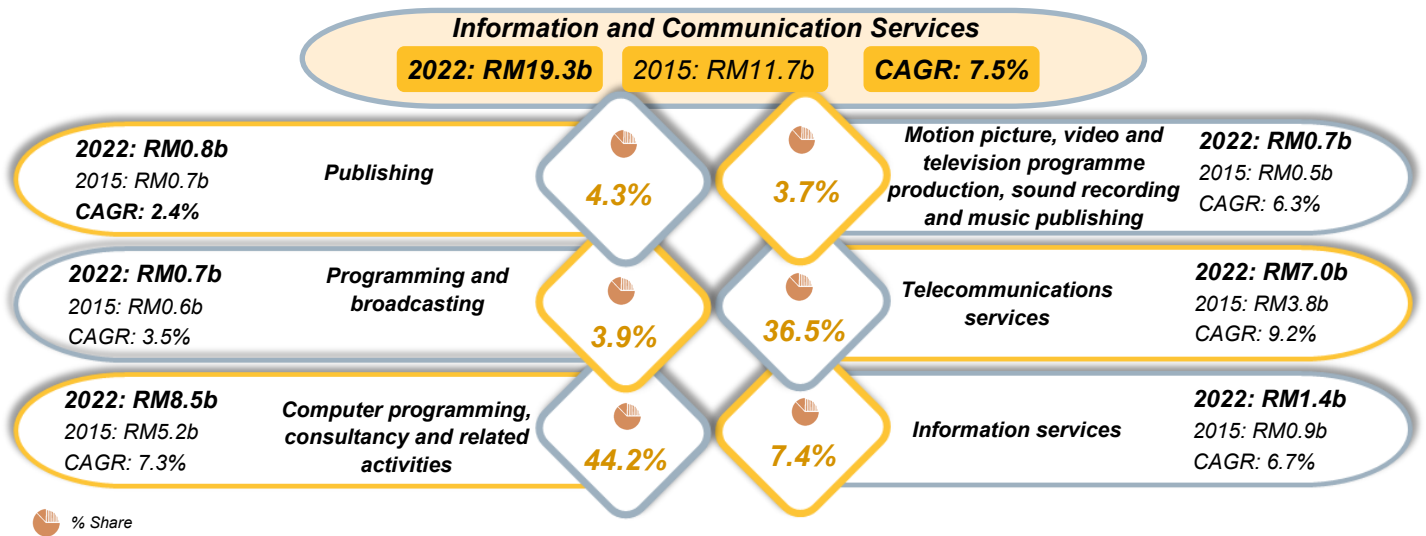 Information and Communication Services
2022: RM19.3b
2015: RM11.7b
CAGR: 7.5%
2022: RM0.8b
2015: RM0.7b
CAGR: 2.4%
Publishing
4.3%
3.7%
Motion picture, video and
television programme
production, sound recording
and music publishing
2022: RM0.7b
2015: RM0.5b
CAGR: 6.3%
2022: RM0.7b
2015: RM0.6b
CAGR: 3.5%
Programming and
broadcasting
3.9%
36.5%
Telecommunications
services
2022: RM7.0b
2015: RM3.8b
CAGR: 9.2%
2022: RM8.5b
2015: RM5.2b
CAGR: 7.3%
Computer programming,
consultancy and related
activities
44.2%
7.4%
Information services
2022: RM1.4b
2015: RM0.9b
CAGR: 6.7%
% Share